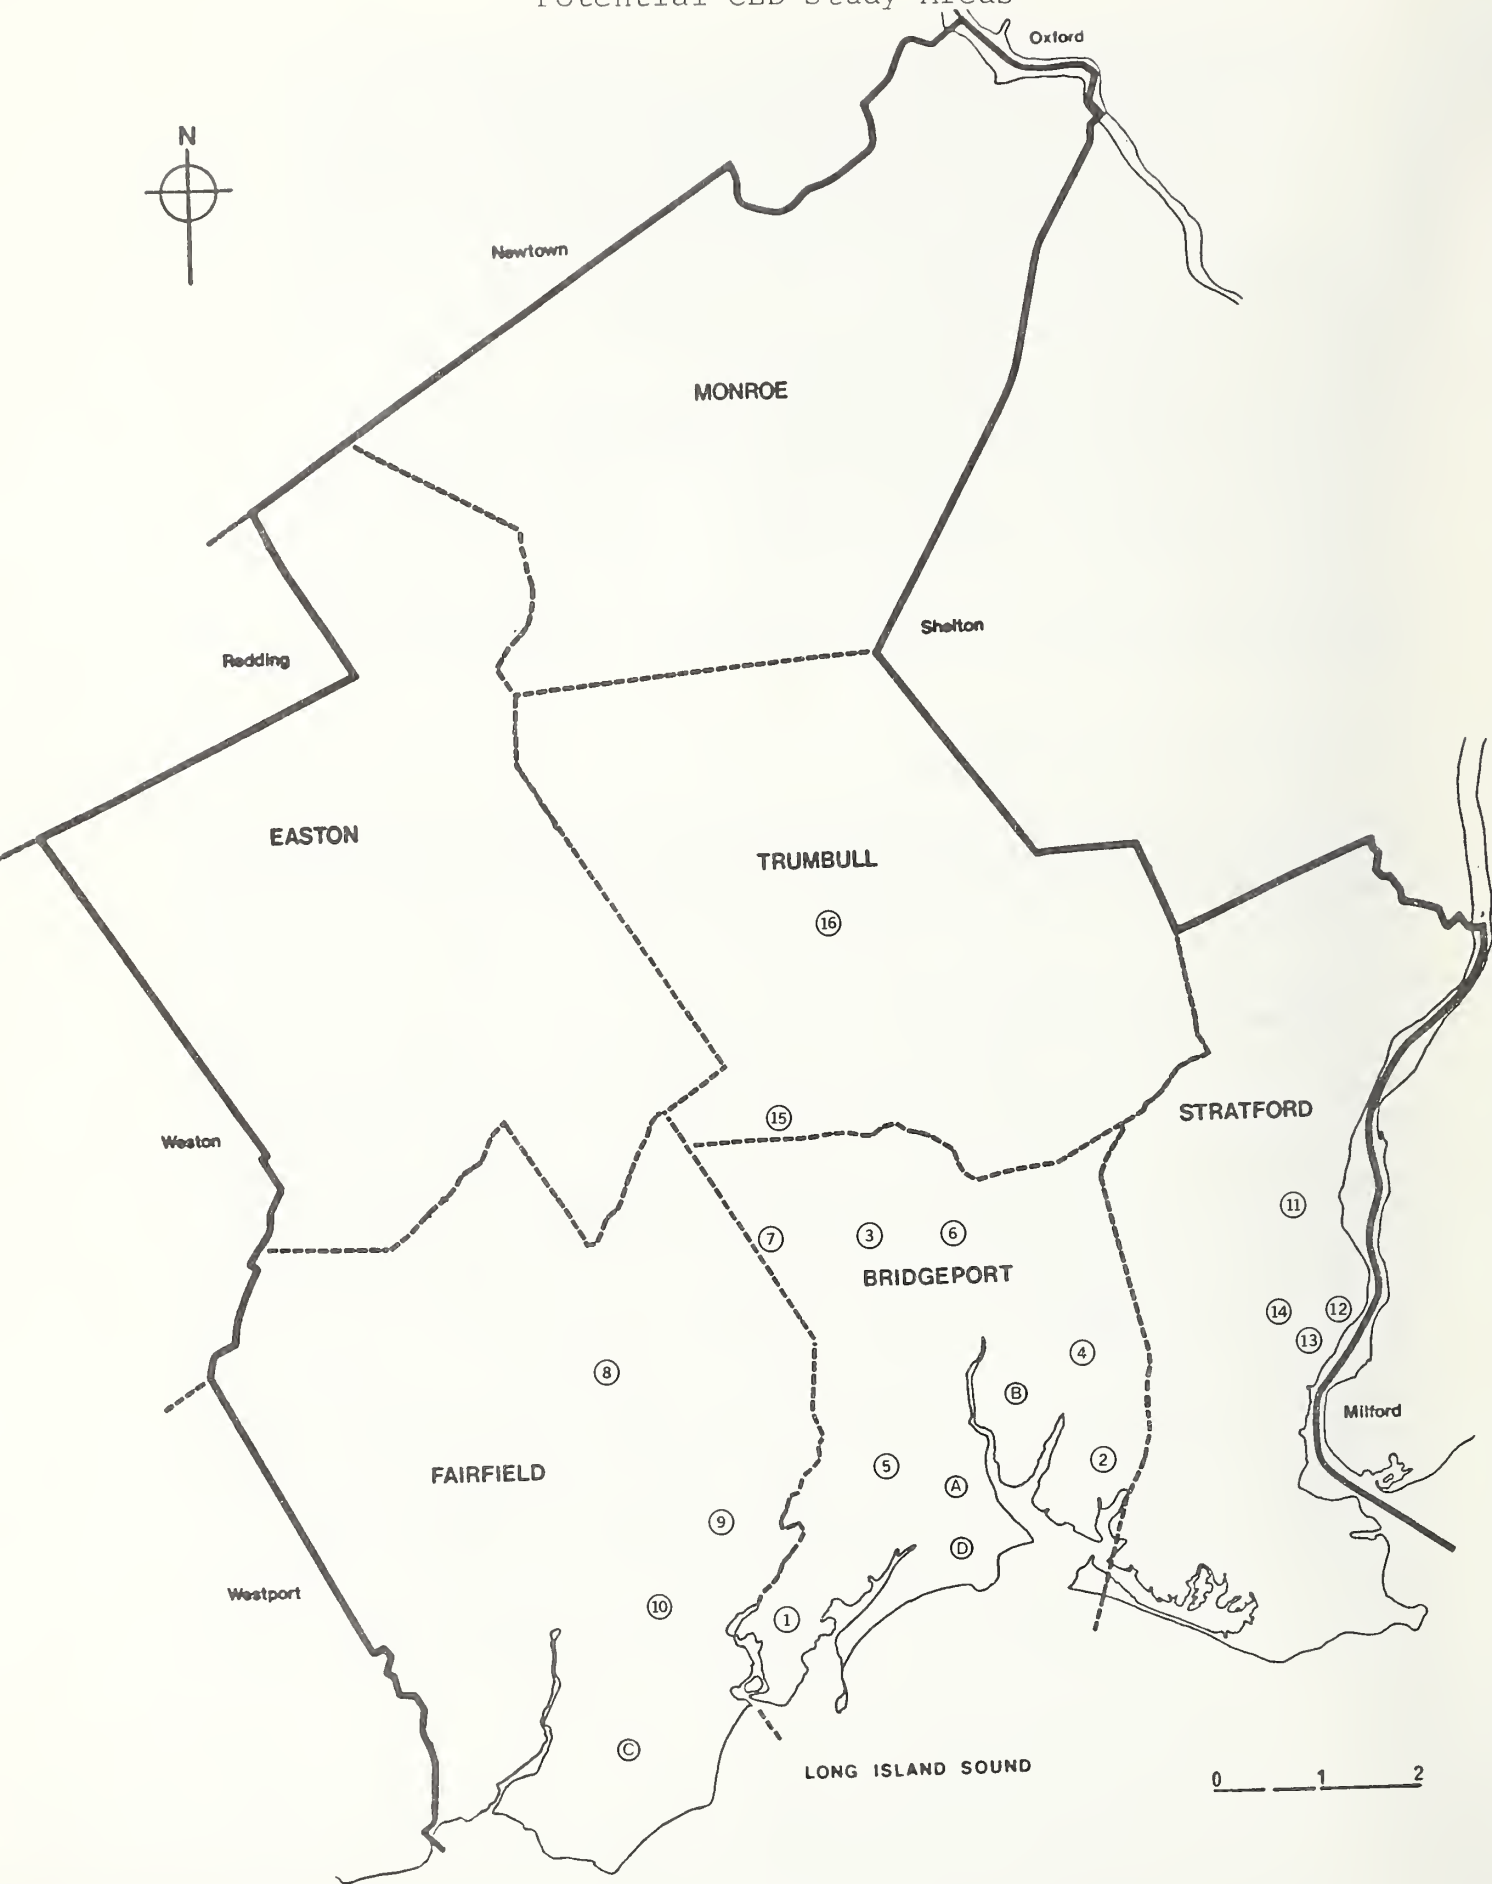 Potential CED Study Areas
Oxford
N
Newtown
MONROE
Shelton
Redding
EASTON
TRUMBULL
16
15
STRATFORD
Weston
11
7
3
6
BRIDGEPORT
14
12
13
4
8
B
Milford
FAIRFIELD
5
2
A
9
D
Westport
10
1
C
LONG ISLAND SOUND
0 1 2